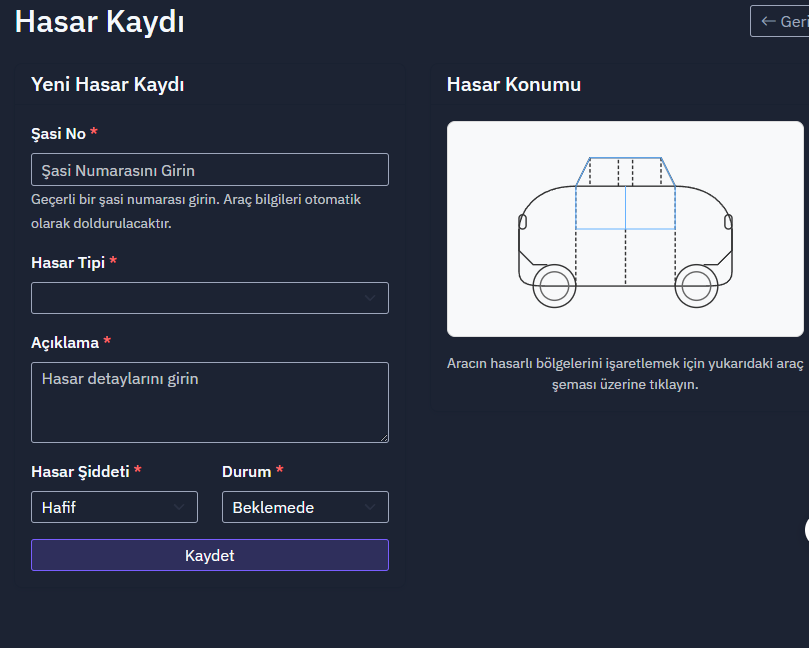 Hasar Kaydı
← Geri
Yeni Hasar Kaydı
Şasi No *
Şasi Numarasını Girin
Geçerli bir şasi numarası girin. Araç bilgileri otomatik
olarak doldurulacaktır.
Hasar Tipi *
Açıklama *
Hasar detaylarını girin
Hasar Şiddeti *
Durum *
Hafif
Beklemede
Kaydet
Hasar Konumu
Aracın hasarlı bölgelerini işaretlemek için yukarıdaki araç
şeması üzerine tıklayın.